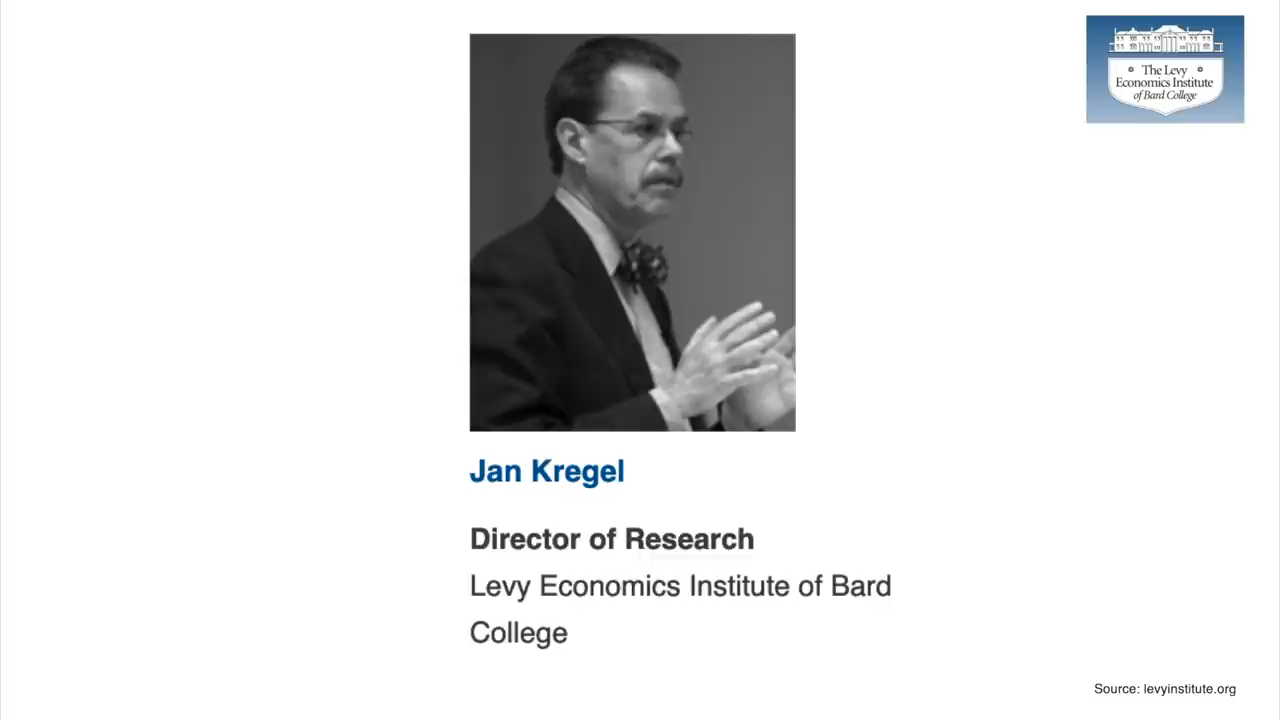 The Levy
Economics Institute
of Bard College
Jan Kregel
Director of Research
Levy Economics Institute of Bard
College
Source: levyinstitute.org